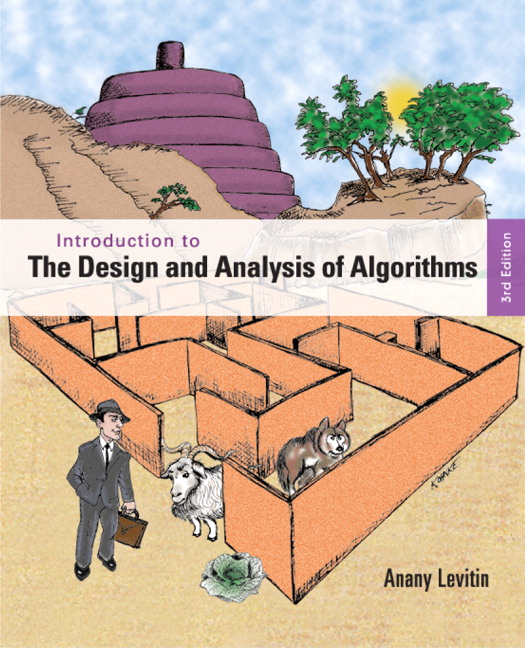 Introduction to
The Design and Analysis of Algorithms
3rd Edition
Anany Levitin